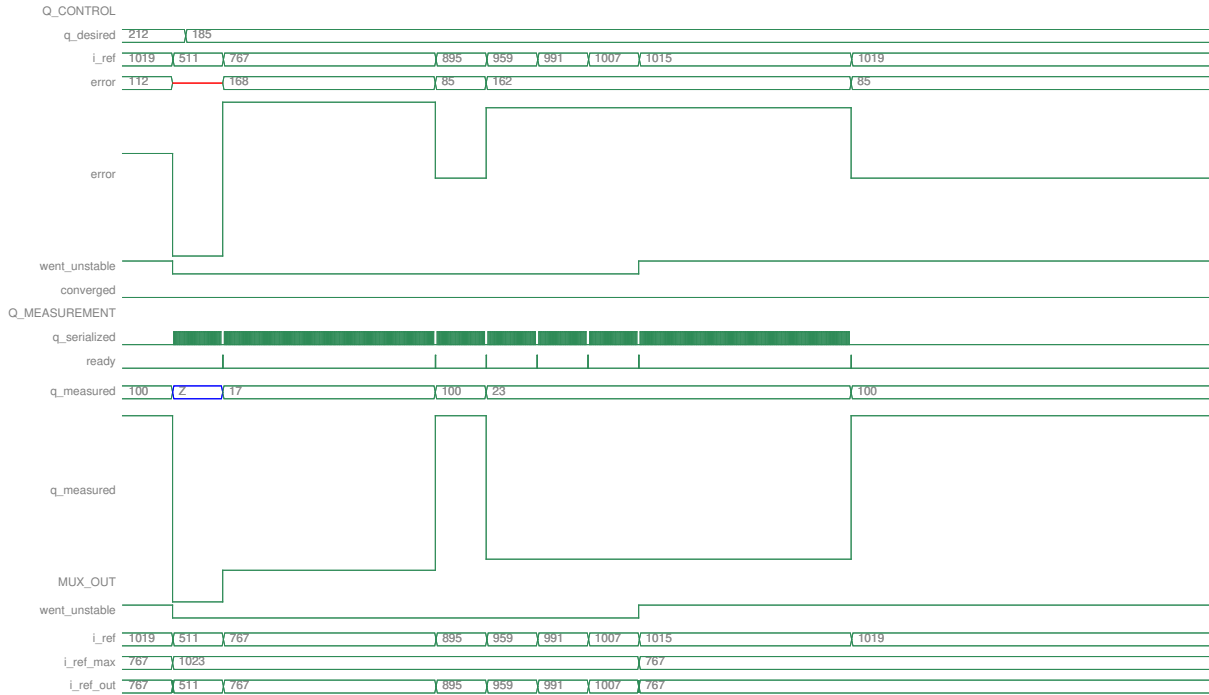 Q_CONTROL
q_desired 212 185
i_ref 1019 511 767 895 959 991 1007 1015 1019
error 112 168 85 162 85
error
went_unstable
converged
Q_MEASUREMENT
q_serialized
ready
q_measured 100 Z 17 100 23 100
q_measured
MUX_OUT
went_unstable
i_ref 1019 511 767 895 959 991 1007 1015 1019
i_ref_max 767 1023 767
i_ref_out 767 511 767 895 959 991 1007 767